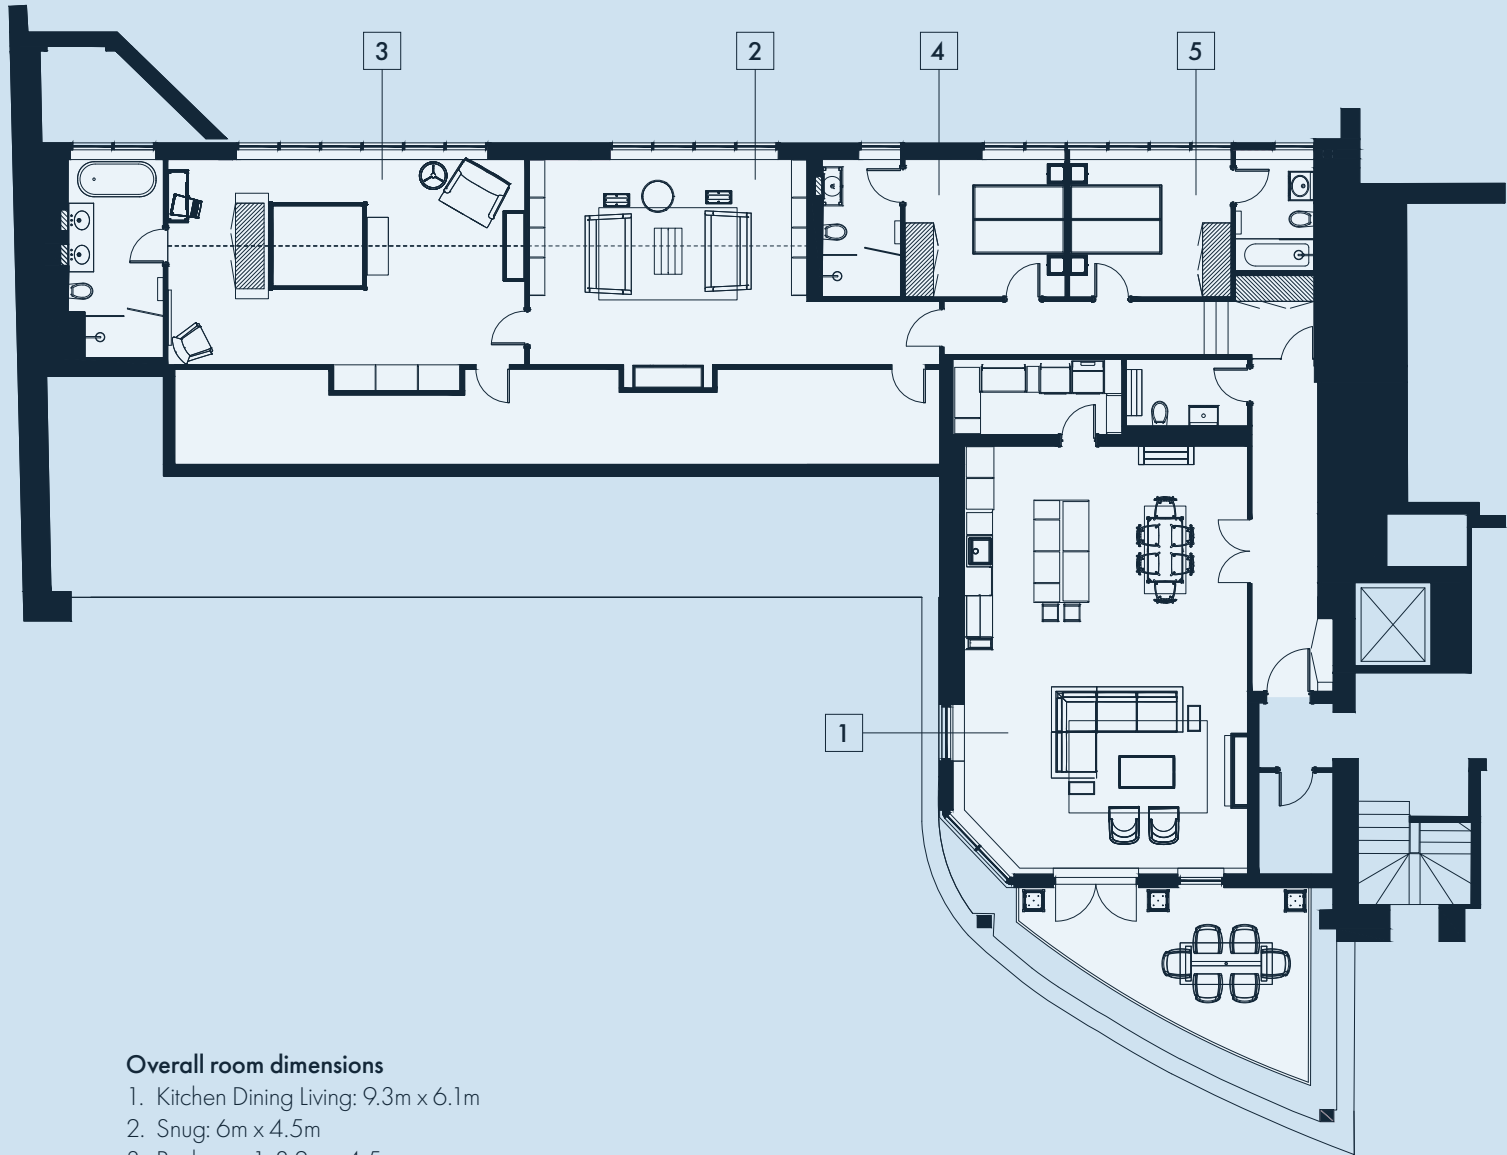 3
2
4
5
1
Overall room dimensions
1. Kitchen Dining Living: 9.3m x 6.1m
2. Snug: 6m x 4.5m